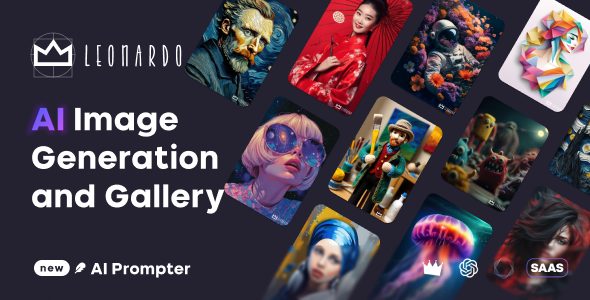 LEONARDO
AI Image
Generation
and Gallery
new AI Prompter
SAAS